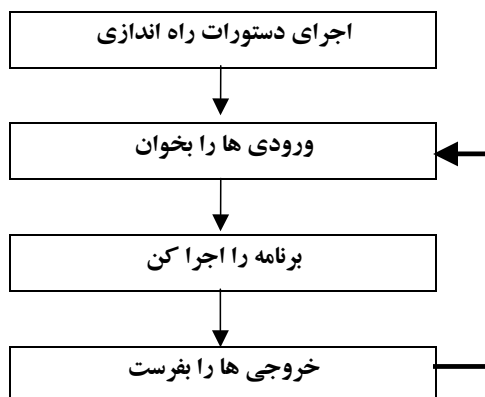 اجرای دستورات راه اندازی
ورودی ها را بخوان
برنامه را اجرا کن
خروجی ها را بفرست